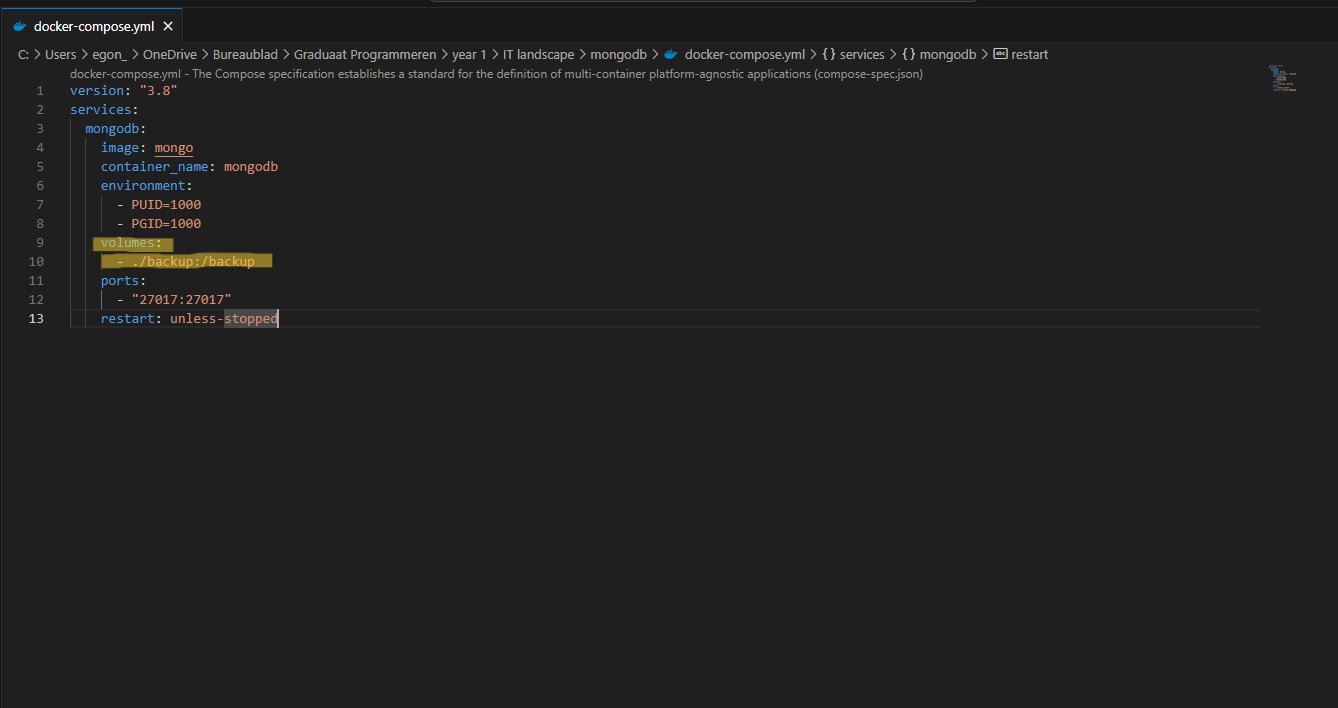 docker-compose.yml
C: > Users > egon_ > OneDrive > Bureaublad > Graduaat Programmeren > year 1 > IT landscape > mongodb > docker-compose.yml > {} services > {} mongodb > abc restart
docker-compose.yml - The Compose specification establishes a standard for the definition of multi-container platform-agnostic applications (compose-spec.json)
1 version: "3.8"
2 services:
3   mongodb:
4     image: mongo
5     container_name: mongodb
6     environment:
7       - PUID=1000
8       - PGID=1000
9     volumes:
10       - ./backup:/backup
11     ports:
12       - "27017:27017"
13     restart: unless-stopped